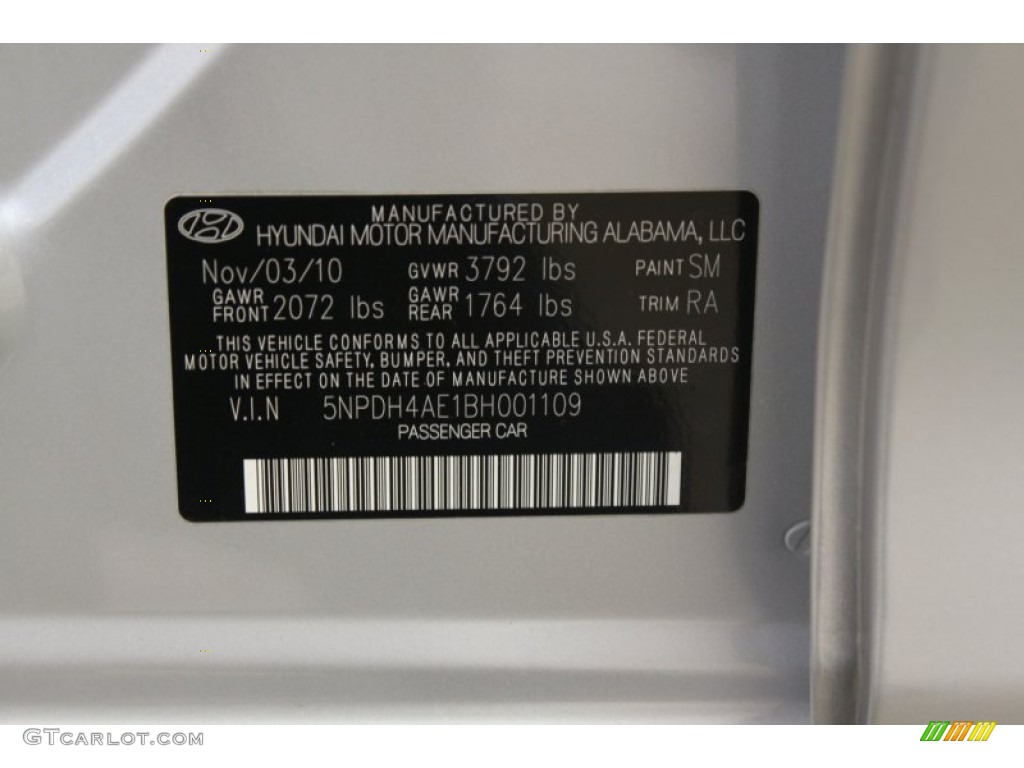 MANUFACTURED BY
HYUNDAI MOTOR MANUFACTURING ALABAMA, LLC
Nov/03/10 GVWR 3792 lbs PAINT SM
GAWR FRONT 2072 lbs GAWR REAR 1764 lbs TRIM RA
THIS VEHICLE CONFORMS TO ALL APPLICABLE U.S.A. FEDERAL
MOTOR VEHICLE SAFETY, BUMPER, AND THEFT PREVENTION STANDARDS
IN EFFECT ON THE DATE OF MANUFACTURE SHOWN ABOVE
V.I.N 5NPDH4AE1BH001109
PASSENGER CAR
GTCARLOT.COM